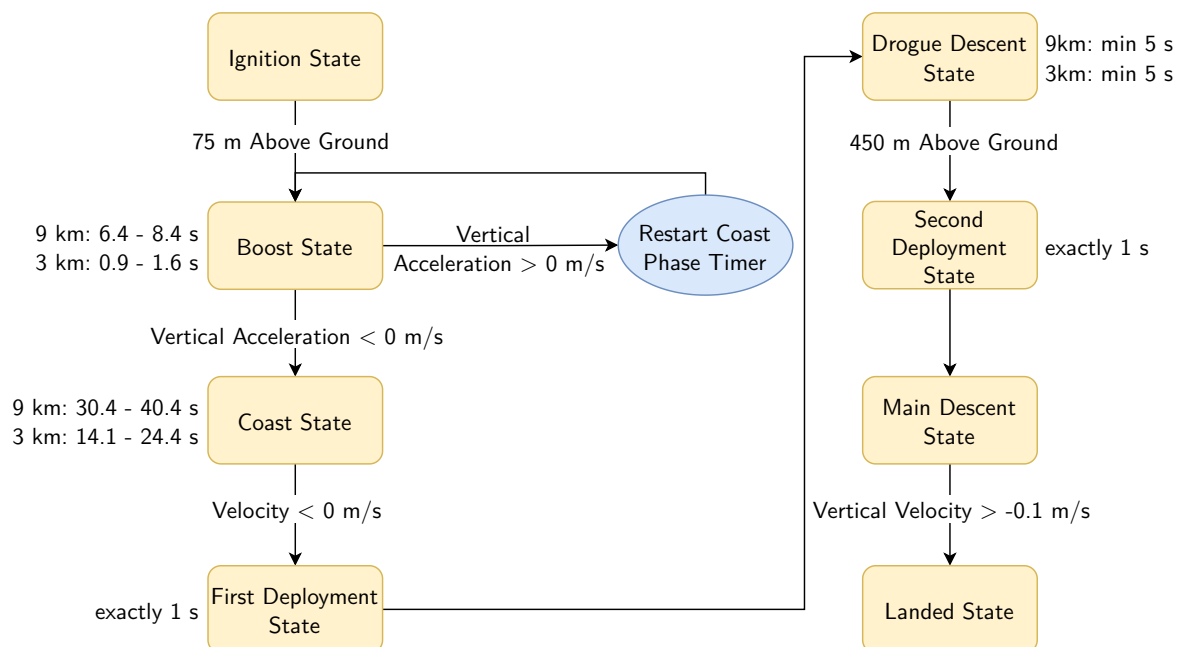 Ignition State
75 m Above Ground
9 km: 6.4 - 8.4 s
3 km: 0.9 - 1.6 s
Boost State
Vertical
Acceleration > 0 m/s
Restart Coast
Phase Timer
Vertical Acceleration < 0 m/s
9 km: 30.4 - 40.4 s
3 km: 14.1 - 24.4 s
Coast State
Velocity < 0 m/s
exactly 1 s
First Deployment
State
Drogue Descent
State
9km: min 5 s
3km: min 5 s
450 m Above Ground
Second
Deployment
State
exactly 1 s
Main Descent
State
Vertical Velocity > -0.1 m/s
Landed State